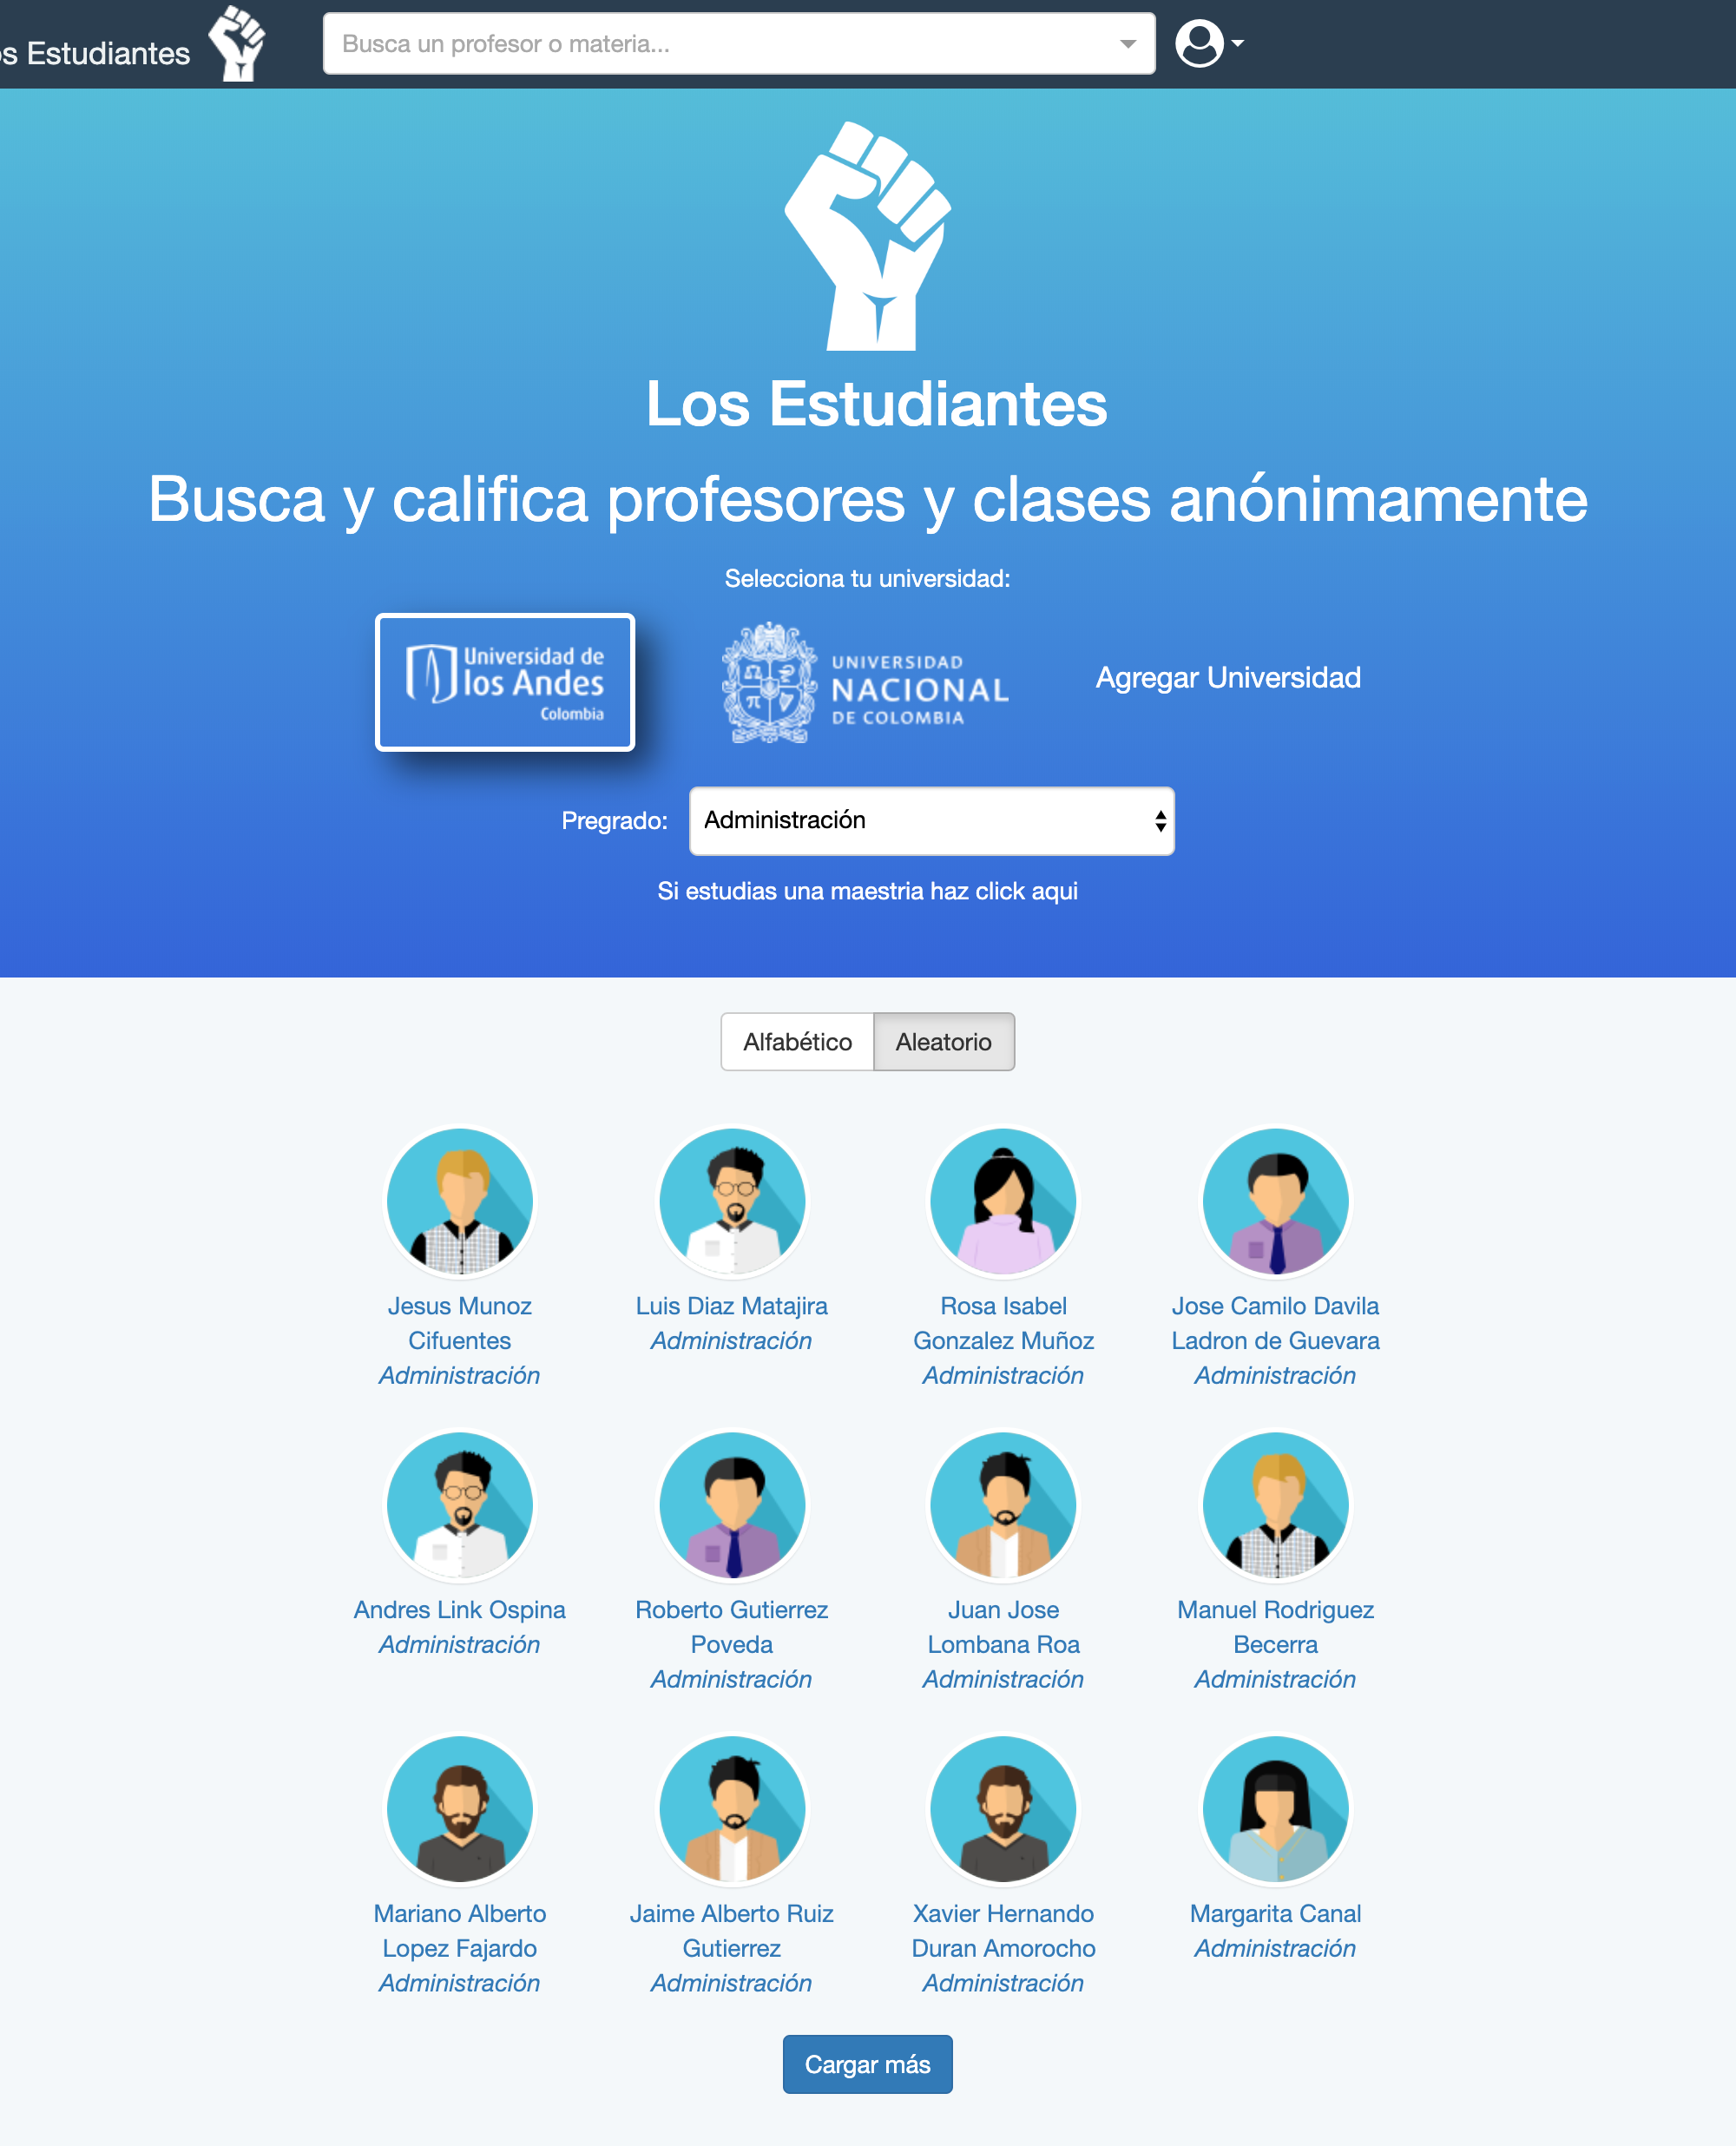 s Estudiantes
Busca un profesor o materia...
Los Estudiantes
Busca y califica profesores y clases anónimamente
Selecciona tu universidad:
Universidad de
los Andes
Colombia
UNIVERSIDAD
NACIONAL
DE COLOMBIA
Agregar Universidad
Pregrado:
Administración
Si estudias una maestria haz click aqui
Alfabético
Aleatorio
Jesus Munoz
Cifuentes
Administración
Luis Diaz Matajira
Administración
Rosa Isabel
Gonzalez Muñoz
Administración
Jose Camilo Davila
Ladron de Guevara
Administración
Andres Link Ospina
Administración
Roberto Gutierrez
Poveda
Administración
Juan Jose
Lombana Roa
Administración
Manuel Rodriguez
Becerra
Administración
Mariano Alberto
Lopez Fajardo
Administración
Jaime Alberto Ruiz
Gutierrez
Administración
Xavier Hernando
Duran Amorocho
Administración
Margarita Canal
Administración
Cargar más